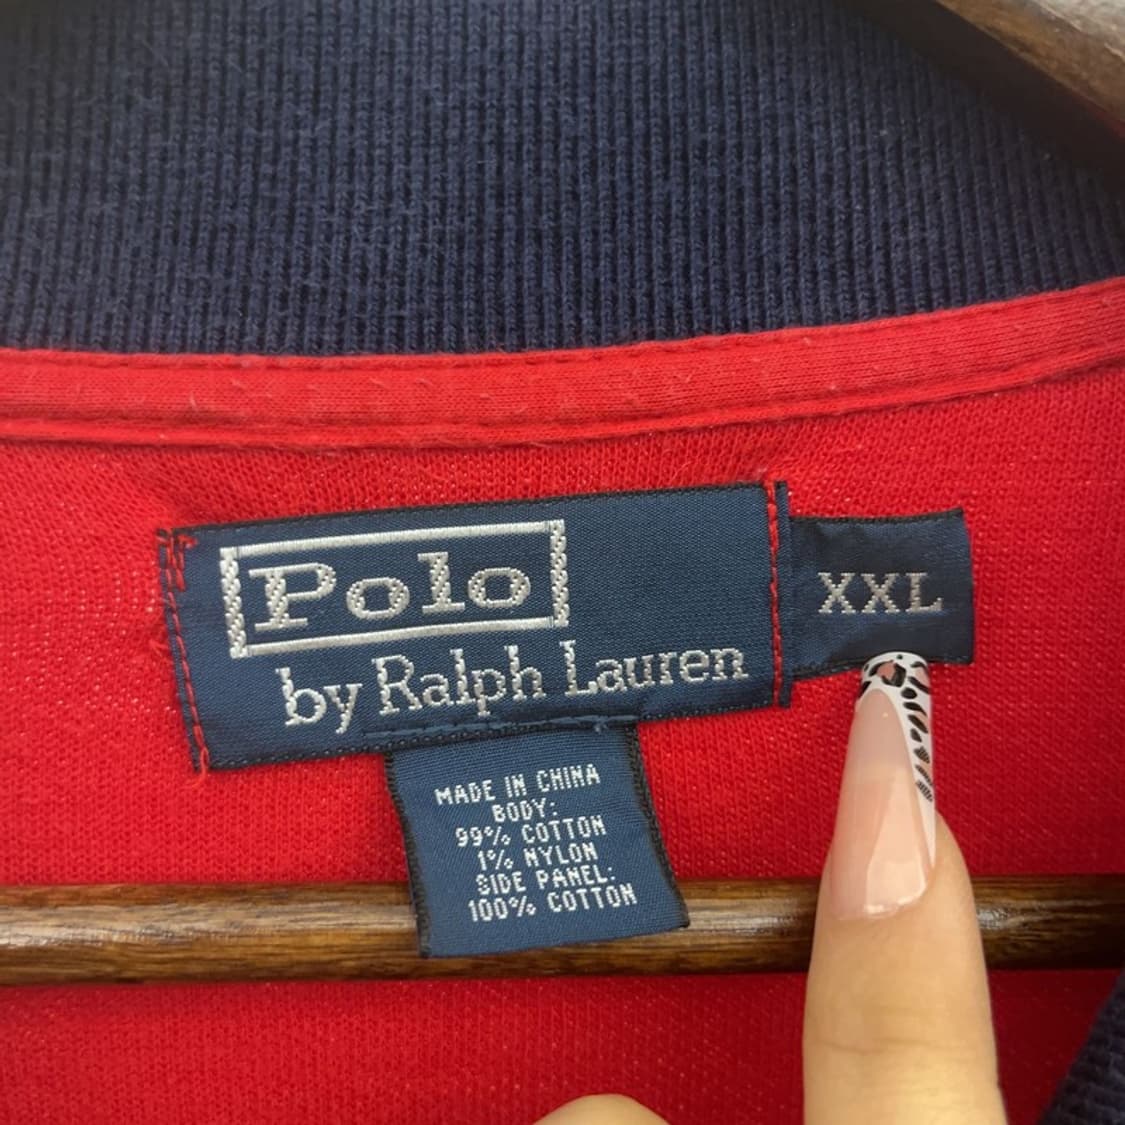 Polo
by Ralph Lauren
XXL
MADE IN CHINA
BODY:
99% COTTON
1% NYLON
SIDE PANEL:
100% COTTON